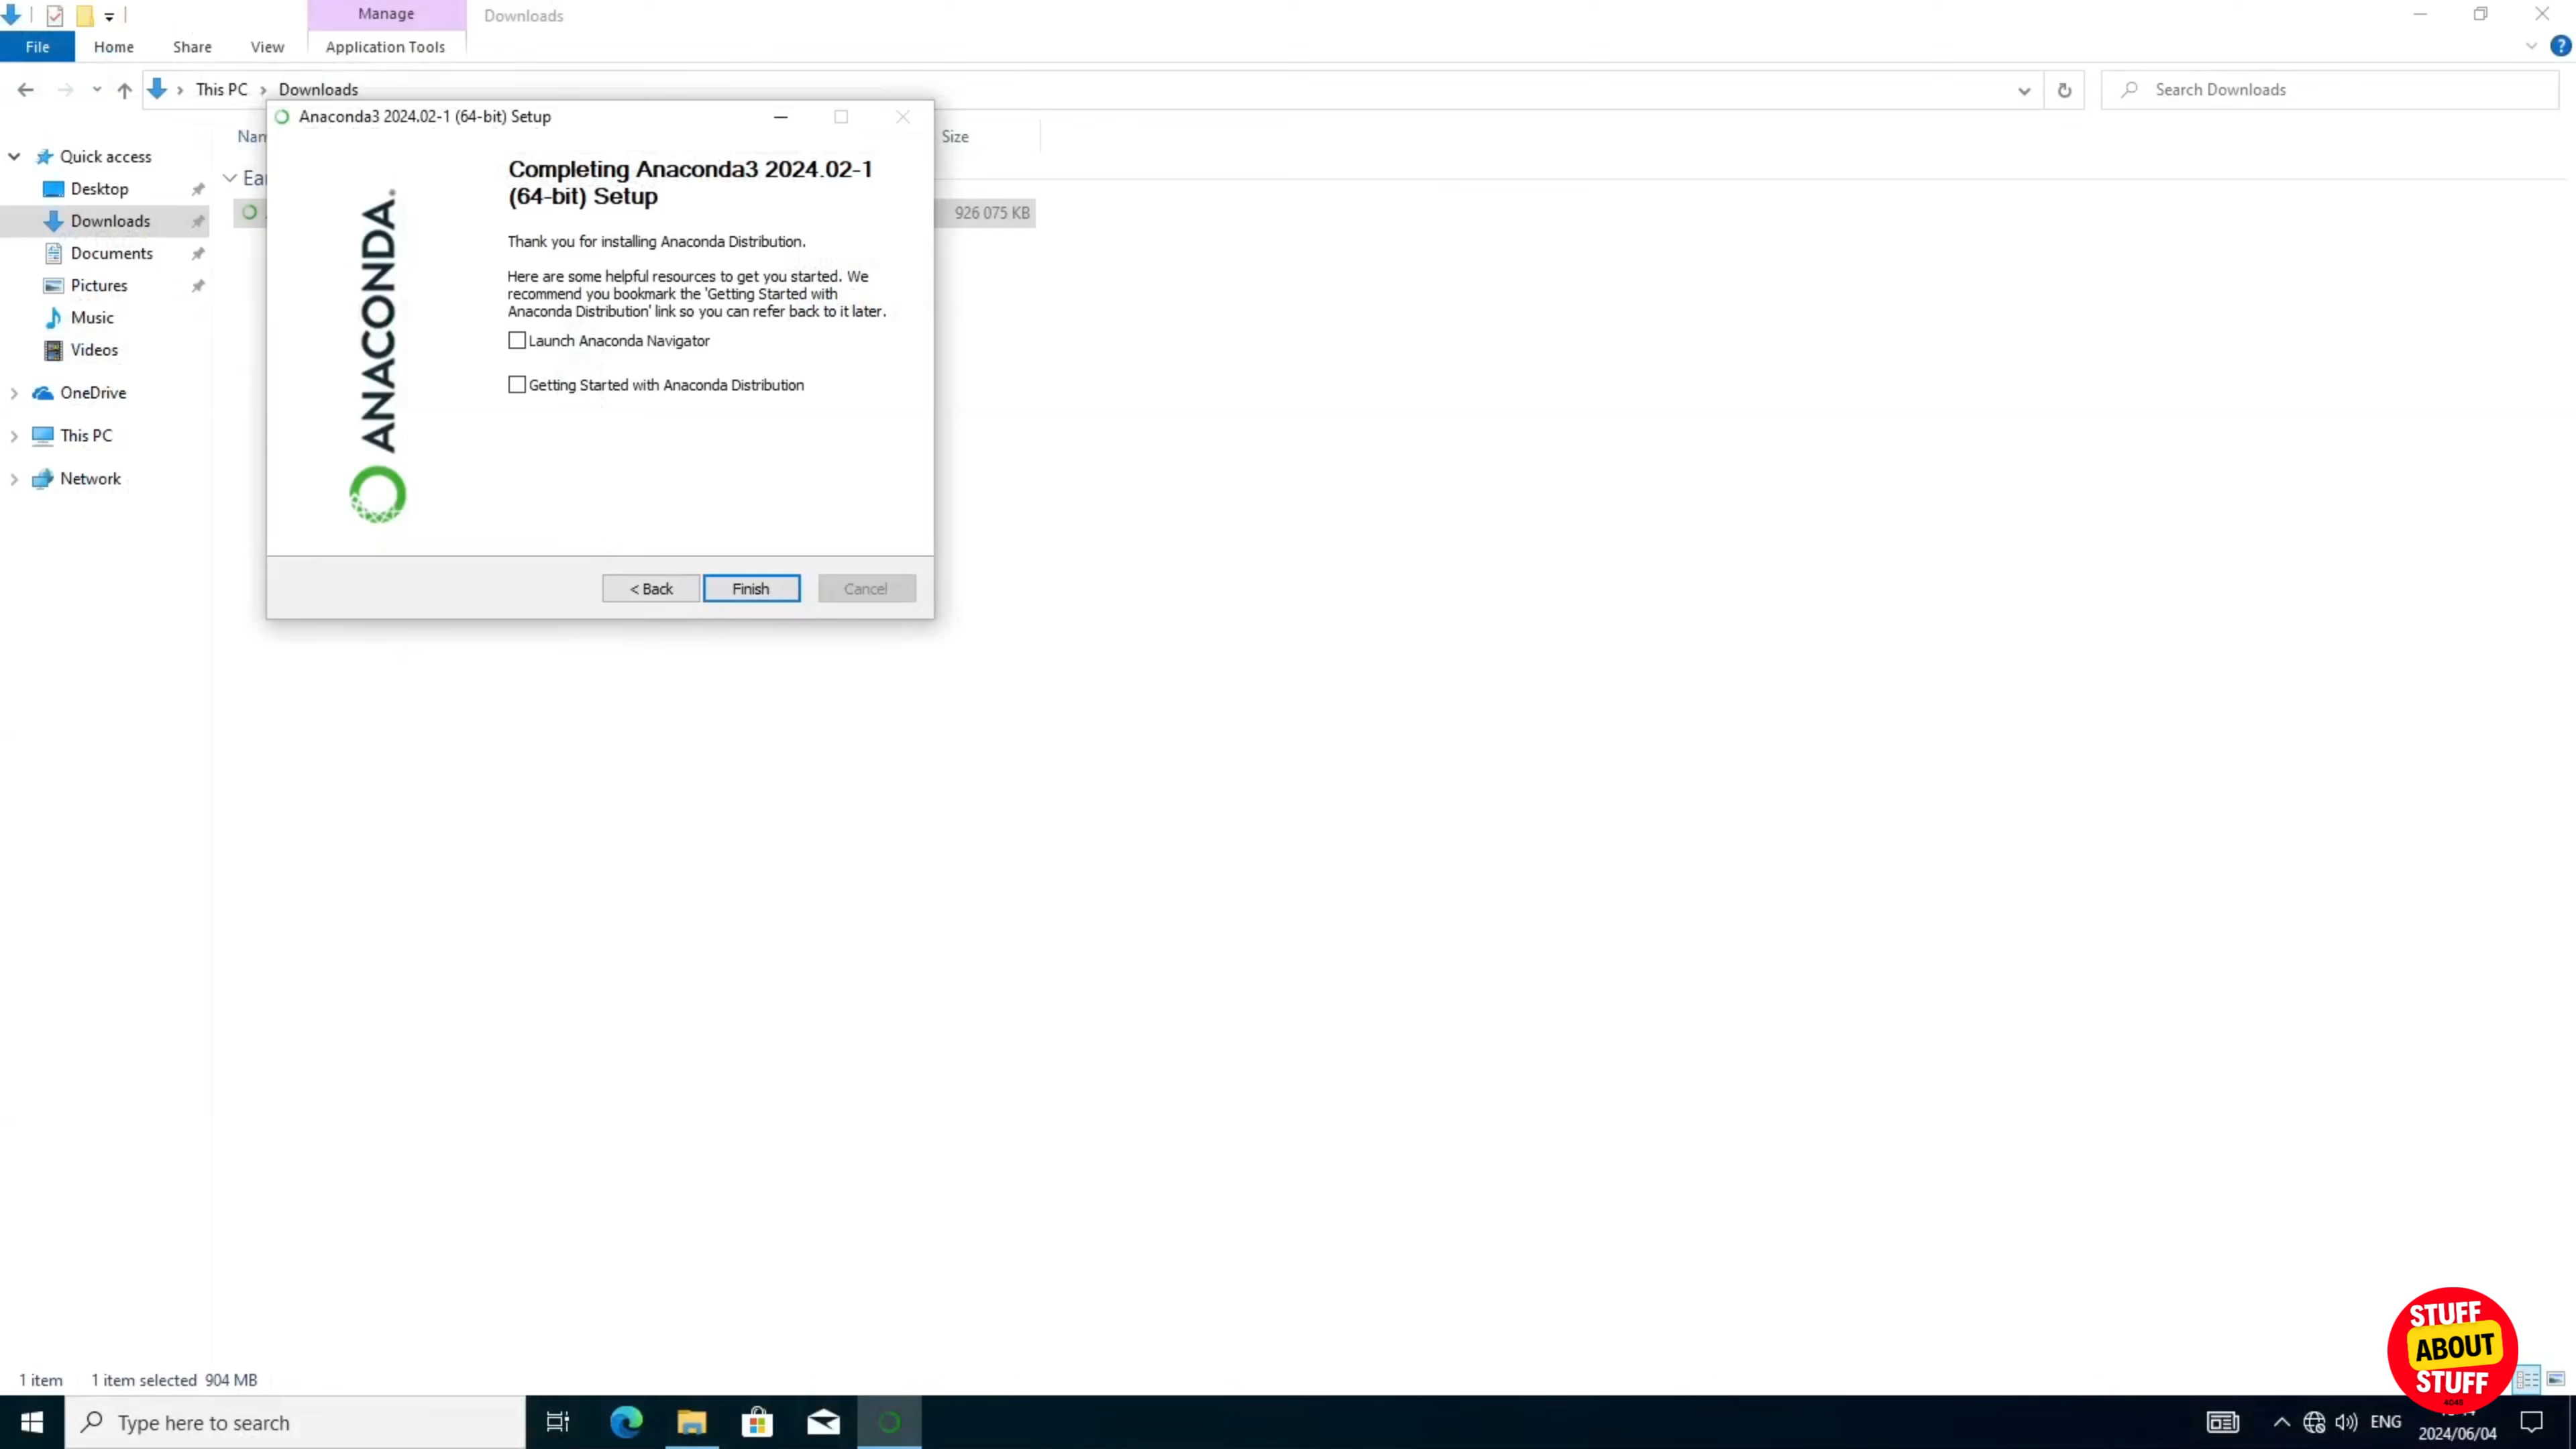 Manage
Downloads
File
Home
Share
View
Application Tools
This PC
Downloads
Search Downloads
Anaconda3 2024.02-1 (64-bit) Setup
Size
Quick access
Desktop
Downloads
Documents
Pictures
Music
Videos
OneDrive
This PC
Network
926 075 KB
ANACONDA.
Completing Anaconda3 2024.02-1
(64-bit) Setup
Thank you for installing Anaconda Distribution.
Here are some helpful resources to get you started. We
recommend you bookmark the 'Getting Started with
Anaconda Distribution' link so you can refer back to it later.
Launch Anaconda Navigator
Getting Started with Anaconda Distribution
< Back
Finish
Cancel
1 item
1 item selected 904 MB
STUFF
ABOUT
STUFF
4045
Type here to search
ENG
2024/06/04